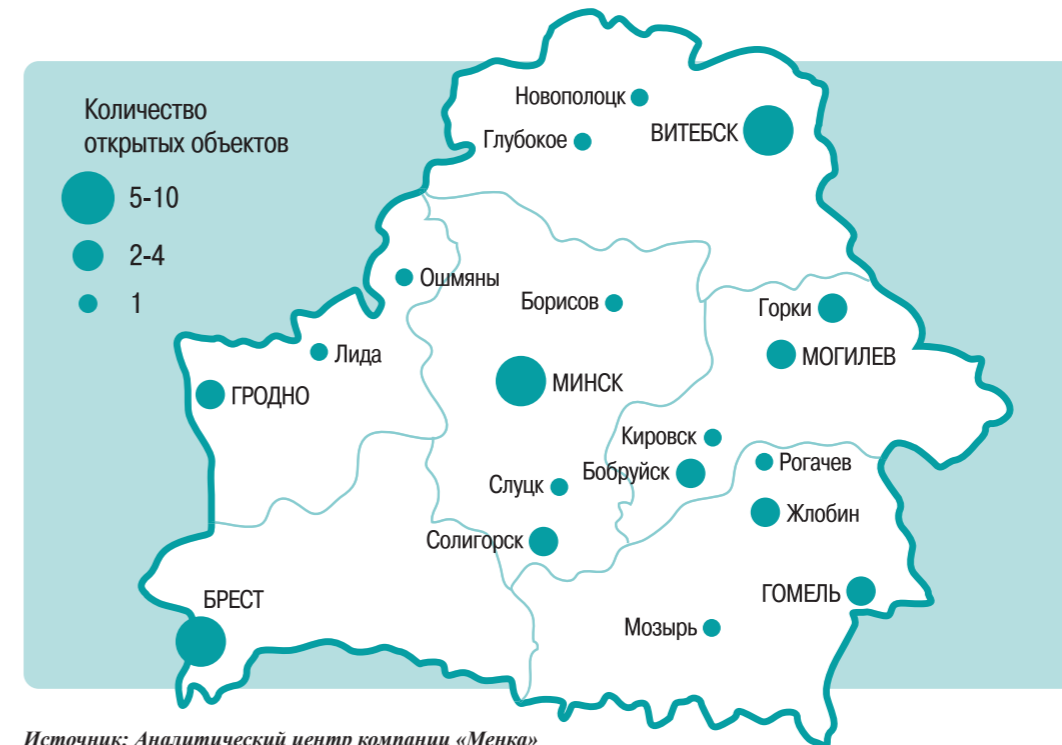 Количество
открытых объектов
5-10
2-4
1
Новополоцк
Глубокое
ВИТЕБСК
Ошмяны
Борисов
Горки
Лида
МОГИЛЕВ
ГРОДНО
МИНСК
Кировск
Бобруйск
Рогачев
Слуцк
Жлобин
Солигорск
БРЕСТ
ГОМЕЛЬ
Мозырь
Источник: Аналитический центр компании «Менка»